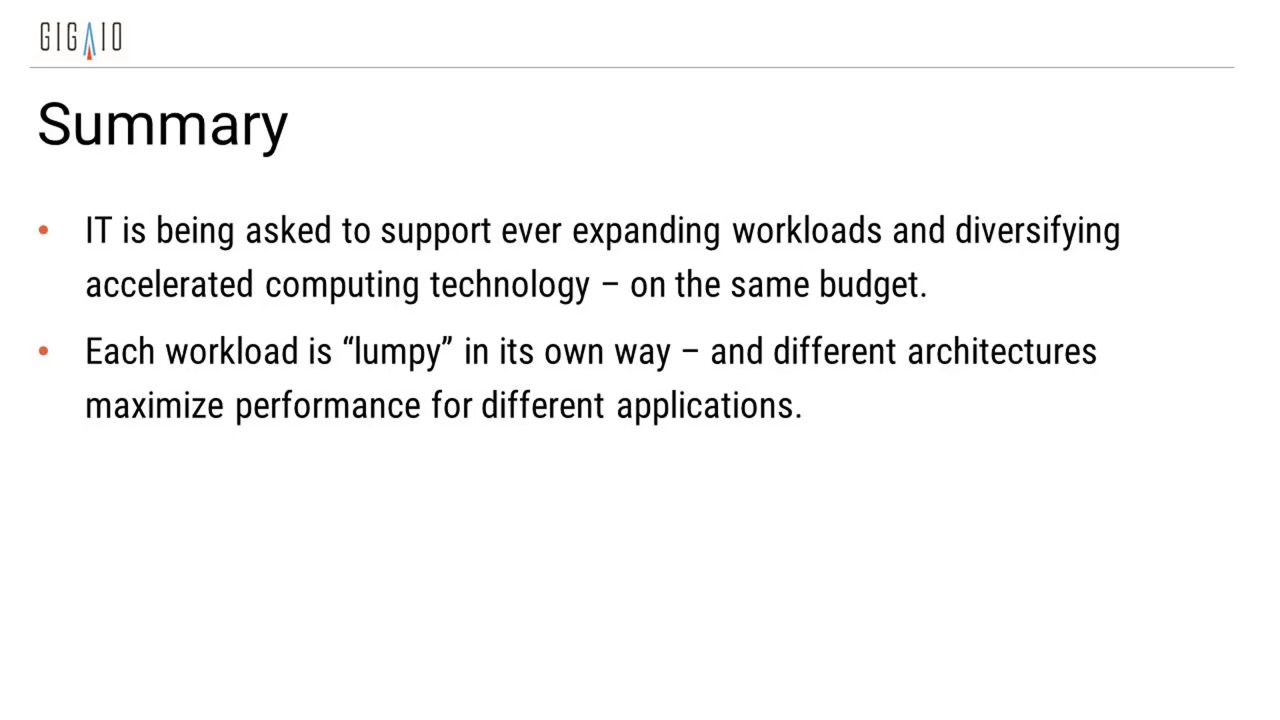 GIGAIO
Summary
• IT is being asked to support ever expanding workloads and diversifying
accelerated computing technology – on the same budget.
• Each workload is “lumpy” in its own way – and different architectures
maximize performance for different applications.